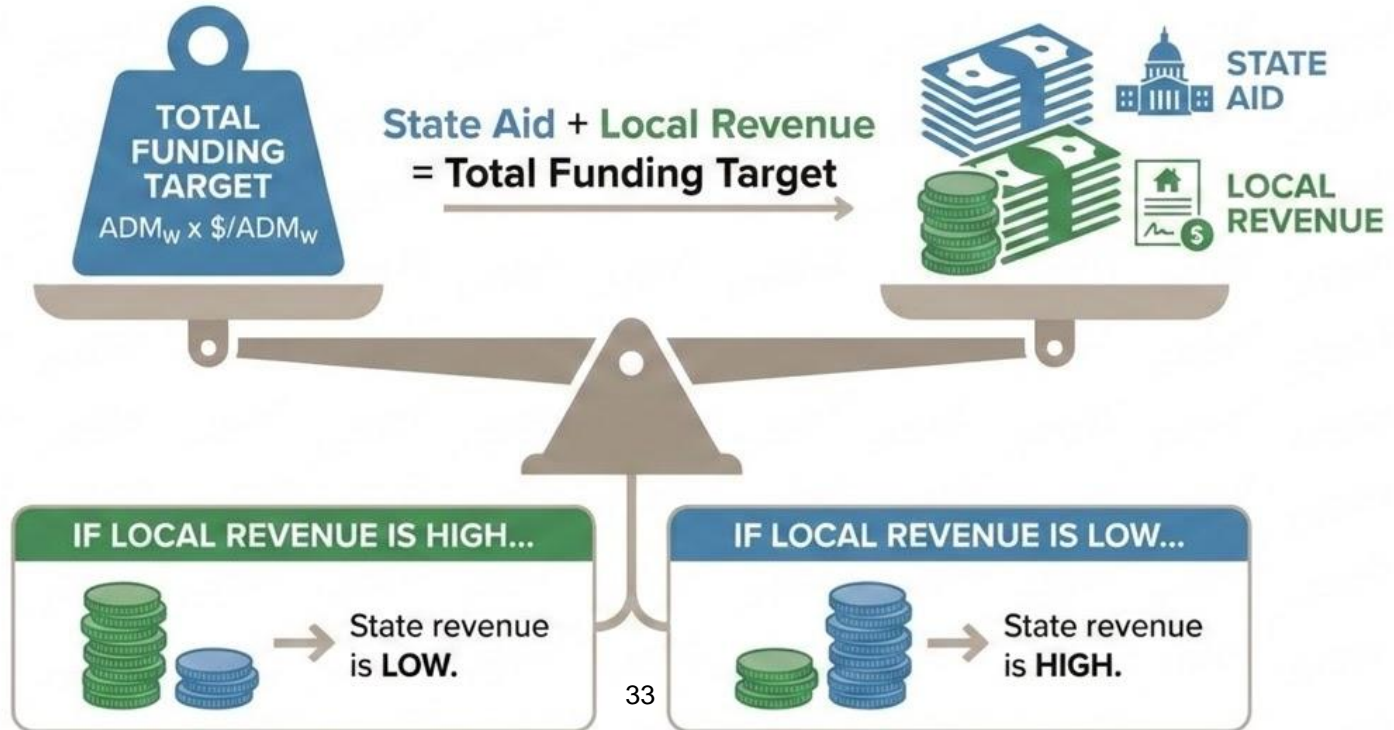 TOTAL
FUNDING
TARGET
ADMw x $/ADMw
State Aid + Local Revenue
= Total Funding Target
STATE
AID
LOCAL
REVENUE
$
IF LOCAL REVENUE IS HIGH...
State revenue
is LOW.
IF LOCAL REVENUE IS LOW...
State revenue
is HIGH.
33